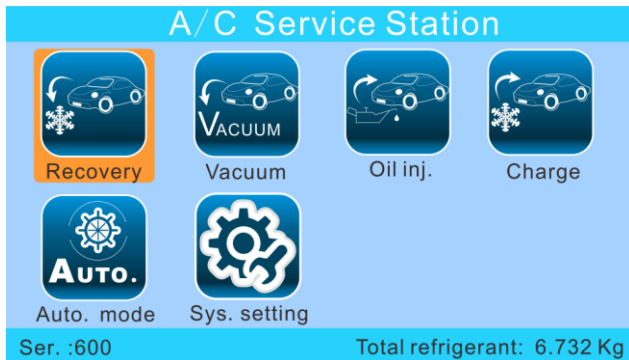 A/C Service Station
VACUUM
Recovery
Vacuum
Oil inj.
Charge
AUTO.
Auto. mode
Sys. setting
Ser. :600
Total refrigerant: 6.732 Kg